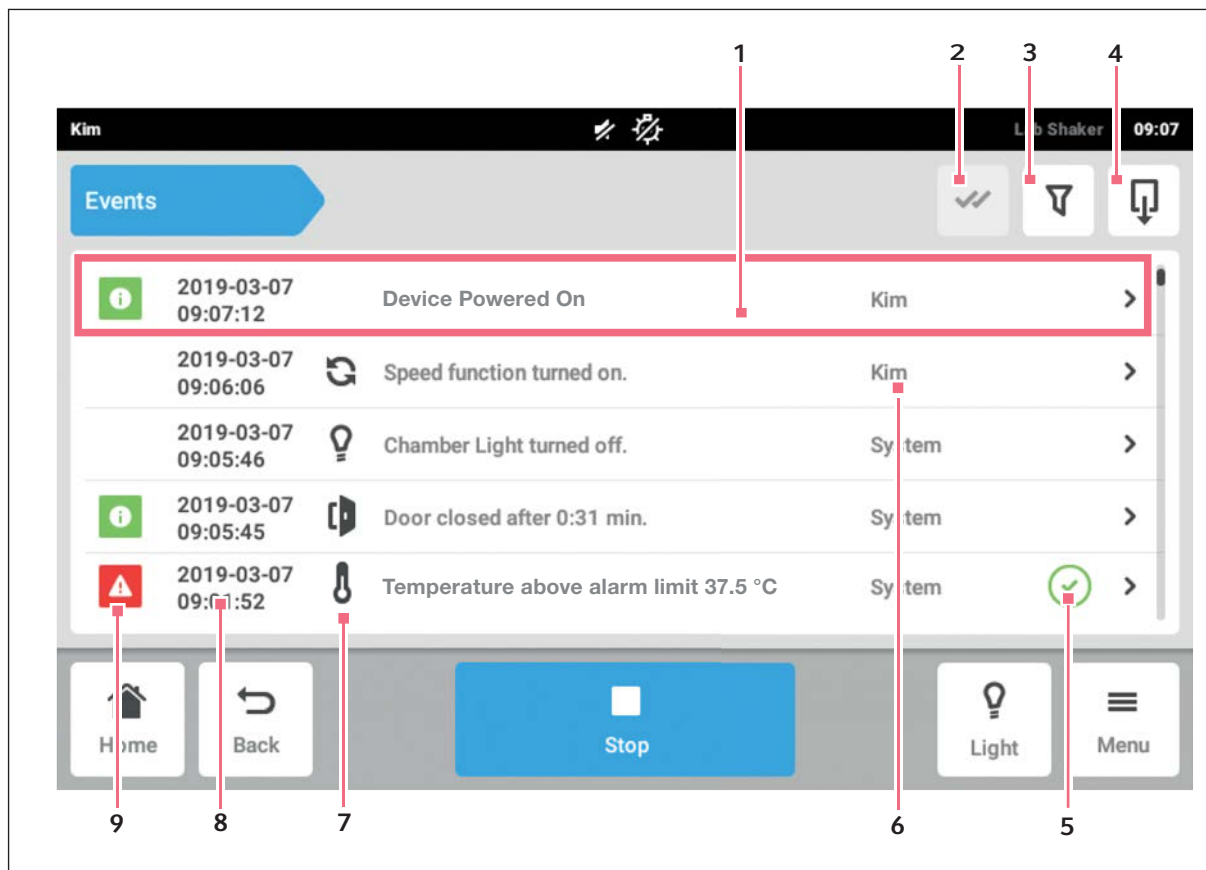 1 2 3 4
Kim Lab Shaker 09:07
Events
2019-03-07
09:07:12
Device Powered On Kim
2019-03-07
09:06:06
Speed function turned on. Kim
2019-03-07
09:05:46
Chamber Light turned off. System
2019-03-07
09:05:45
Door closed after 0:31 min. System
2019-03-07
09:01:52
Temperature above alarm limit 37.5 °C System
Home Back Stop Light Menu
9 8 7 6 5